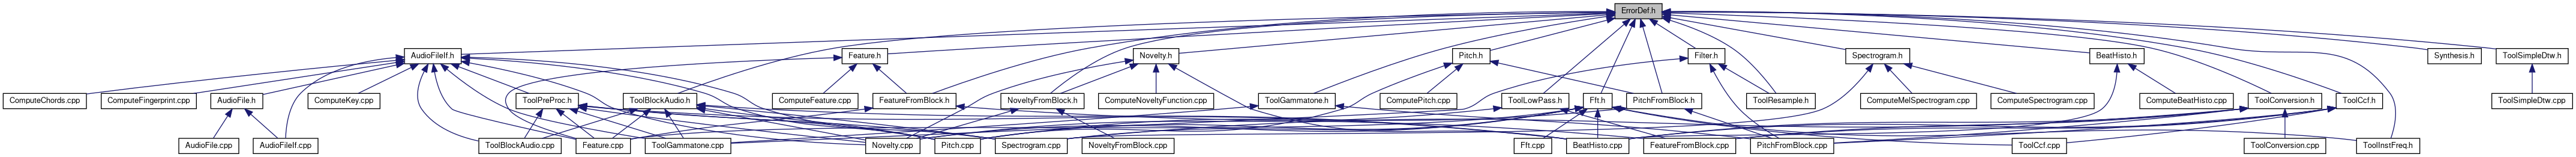 ErrorDef.h
AudioFileIf.h
Feature.h
Novelty.h
Pitch.h
Filter.h
Spectrogram.h
BeatHisto.h
Synthesis.h
ToolSimpleDtw.h
ComputeChords.cpp
ComputeFingerprint.cpp
AudioFile.h
ComputeKey.cpp
ToolPreProc.h
ToolBlockAudio.h
ComputeFeature.cpp
FeatureFromBlock.h
NoveltyFromBlock.h
ComputeNoveltyFunction.cpp
ToolGammatone.h
ComputePitch.cpp
ToolLowPass.h
Fft.h
PitchFromBlock.h
ToolResample.h
ComputeMelSpectrogram.cpp
ComputeSpectrogram.cpp
ComputeBeatHisto.cpp
ToolConversion.h
ToolCcf.h
ToolSimpleDtw.cpp
AudioFile.cpp
AudioFileIf.cpp
ToolBlockAudio.cpp
Feature.cpp
ToolGammatone.cpp
Novelty.cpp
Pitch.cpp
Spectrogram.cpp
NoveltyFromBlock.cpp
Fft.cpp
BeatHisto.cpp
FeatureFromBlock.cpp
PitchFromBlock.cpp
ToolCcf.cpp
ToolConversion.cpp
ToolInstFreq.h